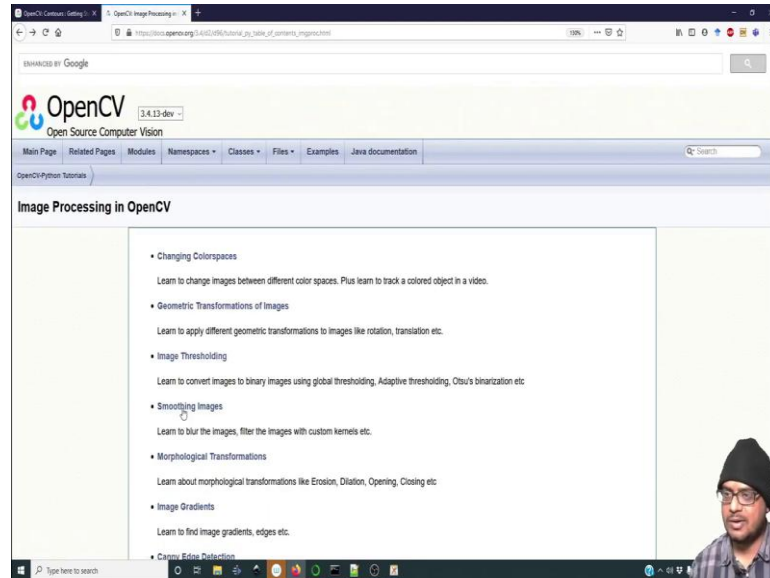 OpenCV: Contours : Getting St
OpenCV: Image Processing in
https://docs.opencv.org/3.4/d2/d96/tutorial_py_table_of_contents_imgproc.html
130%
ENHANCED BY Google
OpenCV 3.4.13-dev
Open Source Computer Vision
Main Page Related Pages Modules Namespaces Classes Files Examples Java documentation
Search
OpenCV-Python Tutorials
Image Processing in OpenCV
• Changing Colorspaces
Learn to change images between different color spaces. Plus learn to track a colored object in a video.
• Geometric Transformations of Images
Learn to apply different geometric transformations to images like rotation, translation etc.
• Image Thresholding
Learn to convert images to binary images using global thresholding, Adaptive thresholding, Otsu's binarization etc
• Smoothing Images
Learn to blur the images, filter the images with custom kernels etc.
• Morphological Transformations
Learn about morphological transformations like Erosion, Dilation, Opening, Closing etc
• Image Gradients
Learn to find image gradients, edges etc.
• Canny Edge Detection
Type here to search